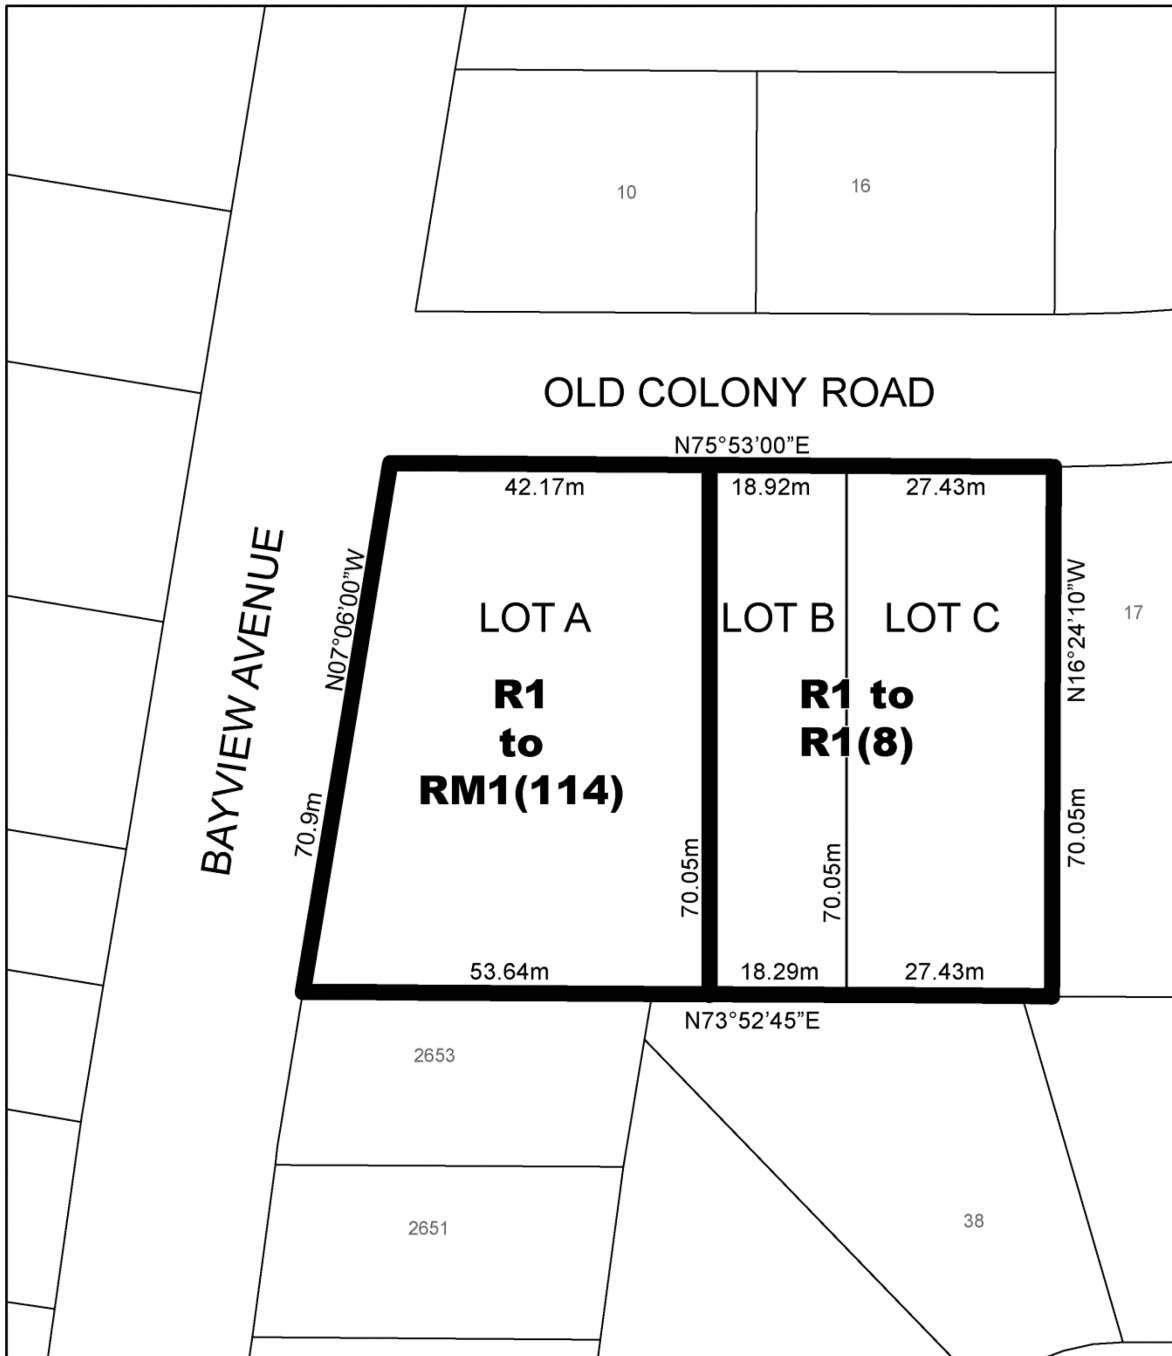 10
16
OLD COLONY ROAD
N75°53’00”E
42.17m
18.92m
27.43m
BAYVIEW AVENUE
N07°06’00”W
70.9m
LOT A
R1
to
RM1(114)
LOT B
LOT C
R1 to
R1(8)
N16°24’10”W
17
70.05m
70.05m
70.05m
53.64m
18.29m
27.43m
N73°52’45”E
2653
2651
38